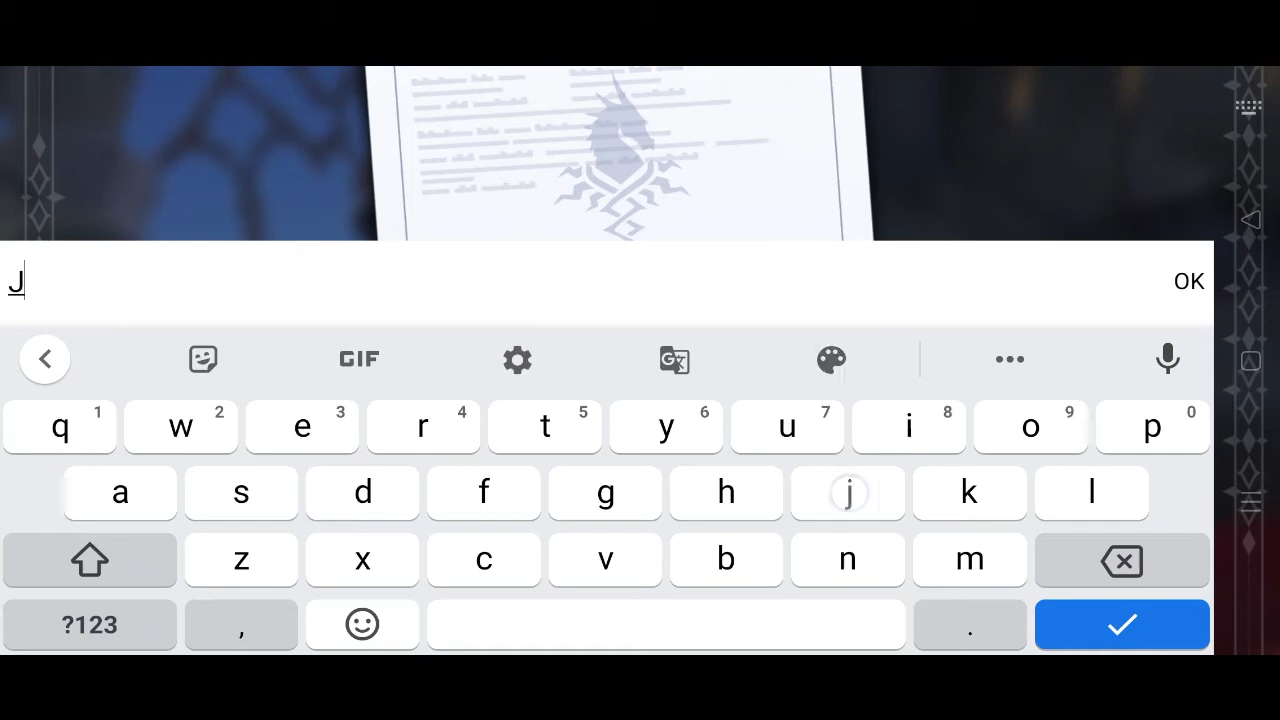 J
OK
GIF
G
q 1 w 2 e 3 r 4 t 5 y 6 u 7 i 8 o 9 p 0
a s d f g h j k l
z x c v b n m
?123 , .